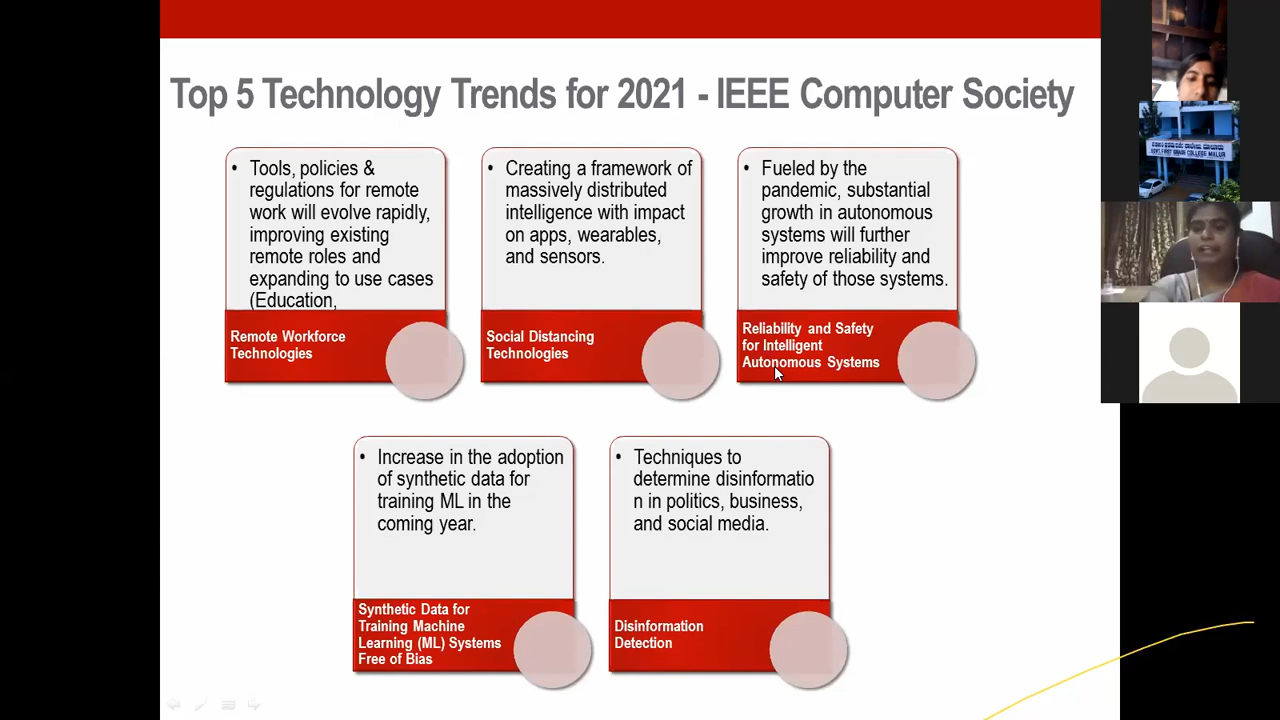 Top 5 Technology Trends for 2021 - IEEE Computer Society
• Tools, policies &
regulations for remote
work will evolve rapidly,
improving existing
remote roles and
expanding to use cases
(Education,
Remote Workforce
Technologies
• Creating a framework of
massively distributed
intelligence with impact
on apps, wearables,
and sensors.
Social Distancing
Technologies
• Fueled by the
pandemic, substantial
growth in autonomous
systems will further
improve reliability and
safety of those systems.
Reliability and Safety
for Intelligent
Autonomous Systems
• Increase in the adoption
of synthetic data for
training ML in the
coming year.
Synthetic Data for
Training Machine
Learning (ML) Systems
Free of Bias
• Techniques to
determine disinformatio
n in politics, business,
and social media.
Disinformation
Detection
GOVT. FIRST GRADE COLLEGE MALUR